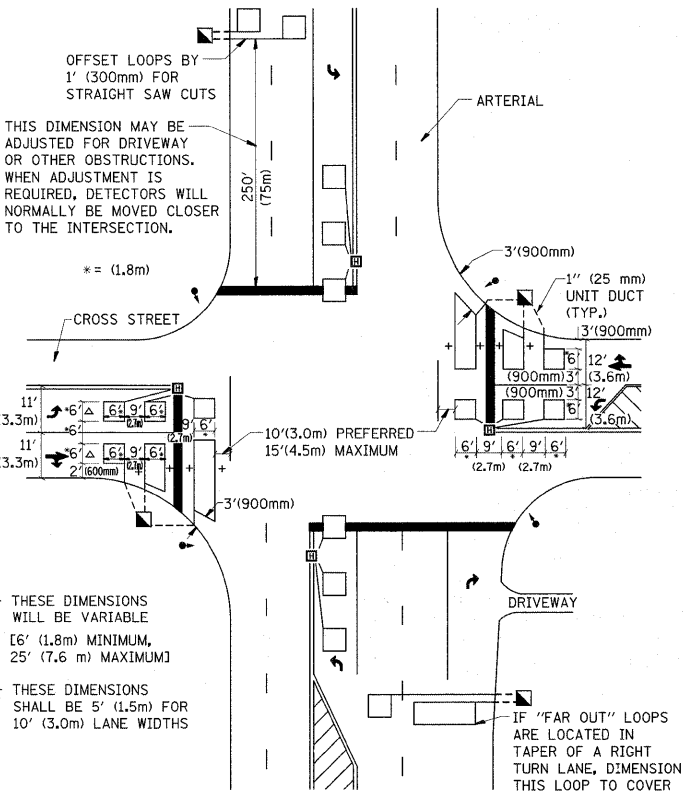 OFFSET LOOPS BY
1' (300mm) FOR
STRAIGHT SAW CUTS
ARTERIAL
THIS DIMENSION MAY BE
ADJUSTED FOR DRIVEWAY
OR OTHER OBSTRUCTIONS.
WHEN ADJUSTMENT IS
REQUIRED, DETECTORS WILL
NORMALLY BE MOVED CLOSER
TO THE INTERSECTION.
250'
(75m)
* = (1.8m)
H
3'(900mm)
1" (25 mm)
UNIT DUCT
(TYP.)
CROSS STREET
3'(900mm)
*6'
12'
(3.6m)
(900mm) 3'
(900mm) 3'
12'
*6'
(3.6m)
H
6' 9' 6' 9' 6'
* * *
(2.7m) (2.7m)
H
11'
(3.3m)
*6'
6'* 9' 6'*
(2.7m)
9' 6'
*
(2.7m)
*6'
11'
(3.3m)
*6'
6'* 9' 6'*
(2.7m)
2' (600mm)
10'(3.0m) PREFERRED
15'(4.5m) MAXIMUM
3'(900mm)
H
THESE DIMENSIONS
WILL BE VARIABLE
[6' (1.8m) MINIMUM,
25' (7.6 m) MAXIMUM]
DRIVEWAY
THESE DIMENSIONS
SHALL BE 5' (1.5m) FOR
10' (3.0m) LANE WIDTHS
IF "FAR OUT" LOOPS
ARE LOCATED IN
TAPER OF A RIGHT
TURN LANE, DIMENSION
THIS LOOP TO COVER